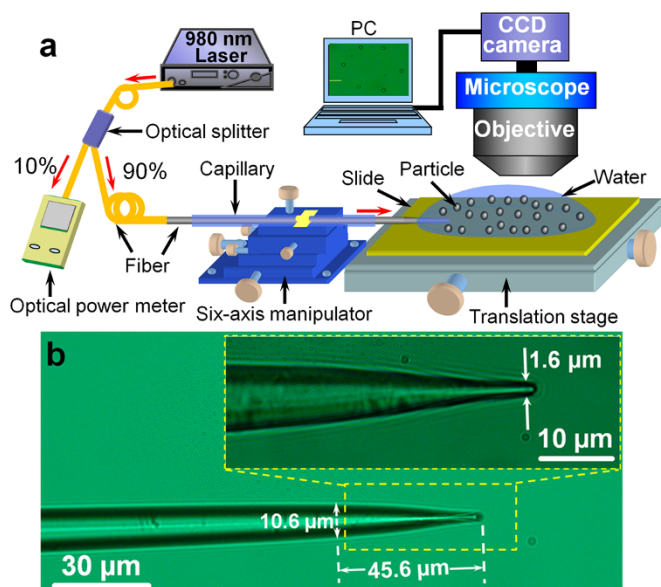 a
980 nm
Laser
PC
CCD
camera
Microscope
Objective
Optical splitter
10%
90%
Capillary
Slide
Particle
Water
Fiber
Optical power meter
Six-axis manipulator
Translation stage
b
1.6 µm
10 µm
10.6 µm
30 µm
45.6 µm